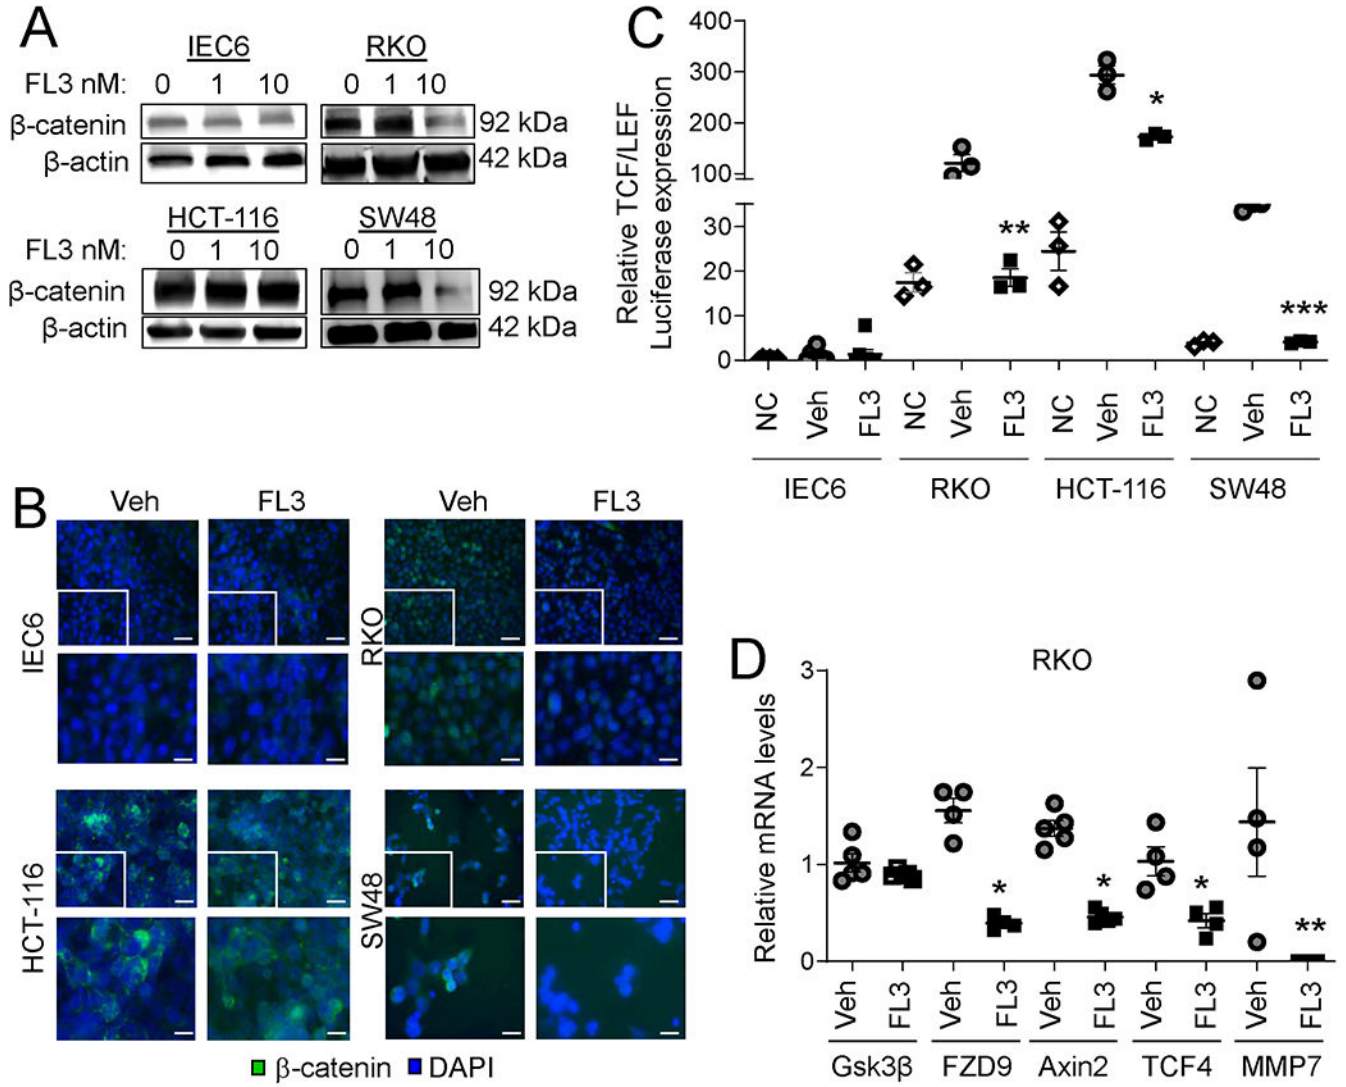 A
IEC6
RKO
FL3 nM: 0 1 10 0 1 10
β-catenin 92 kDa
β-actin 42 kDa
HCT-116
SW48
FL3 nM: 0 1 10 0 1 10
β-catenin 92 kDa
β-actin 42 kDa
B
Veh FL3 Veh FL3
IEC6
RKO
HCT-116
SW48
β-catenin DAPI
C
Relative TCF/LEF
Luciferase expression
400
300
200
100
30
20
10
0
**
*
***
NC Veh FL3 NC Veh FL3 NC Veh FL3 NC Veh FL3
IEC6 RKO HCT-116 SW48
D
RKO
Relative mRNA levels
3
2
1
0
*
*
*
**
Veh FL3 Veh FL3 Veh FL3 Veh FL3 Veh FL3
Gsk3β FZD9 Axin2 TCF4 MMP7